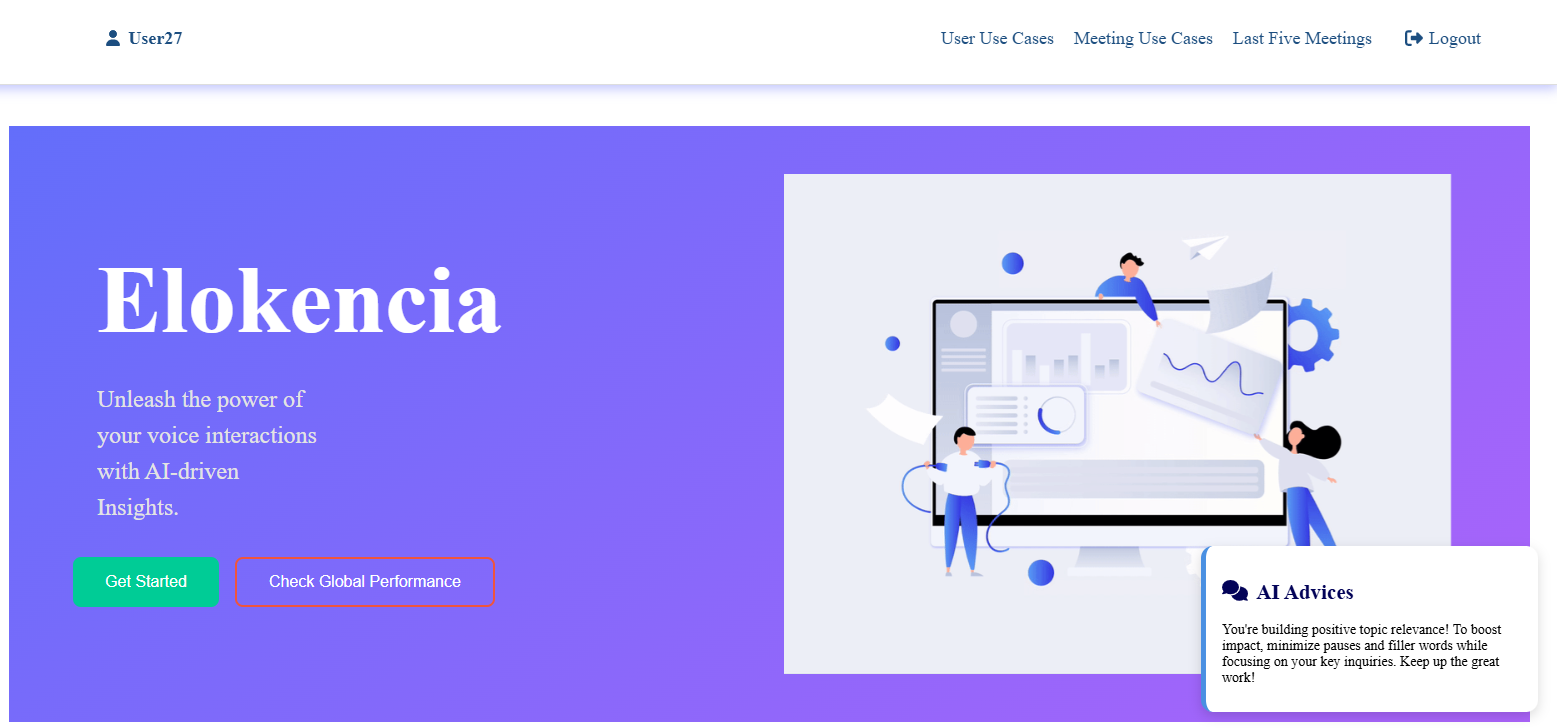 User27
User Use Cases
Meeting Use Cases
Last Five Meetings
Logout
Elokencia
Unleash the power of
your voice interactions
with AI-driven
Insights.
Get Started
Check Global Performance
AI Advices
You're building positive topic relevance! To boost
impact, minimize pauses and filler words while
focusing on your key inquiries. Keep up the great
work!